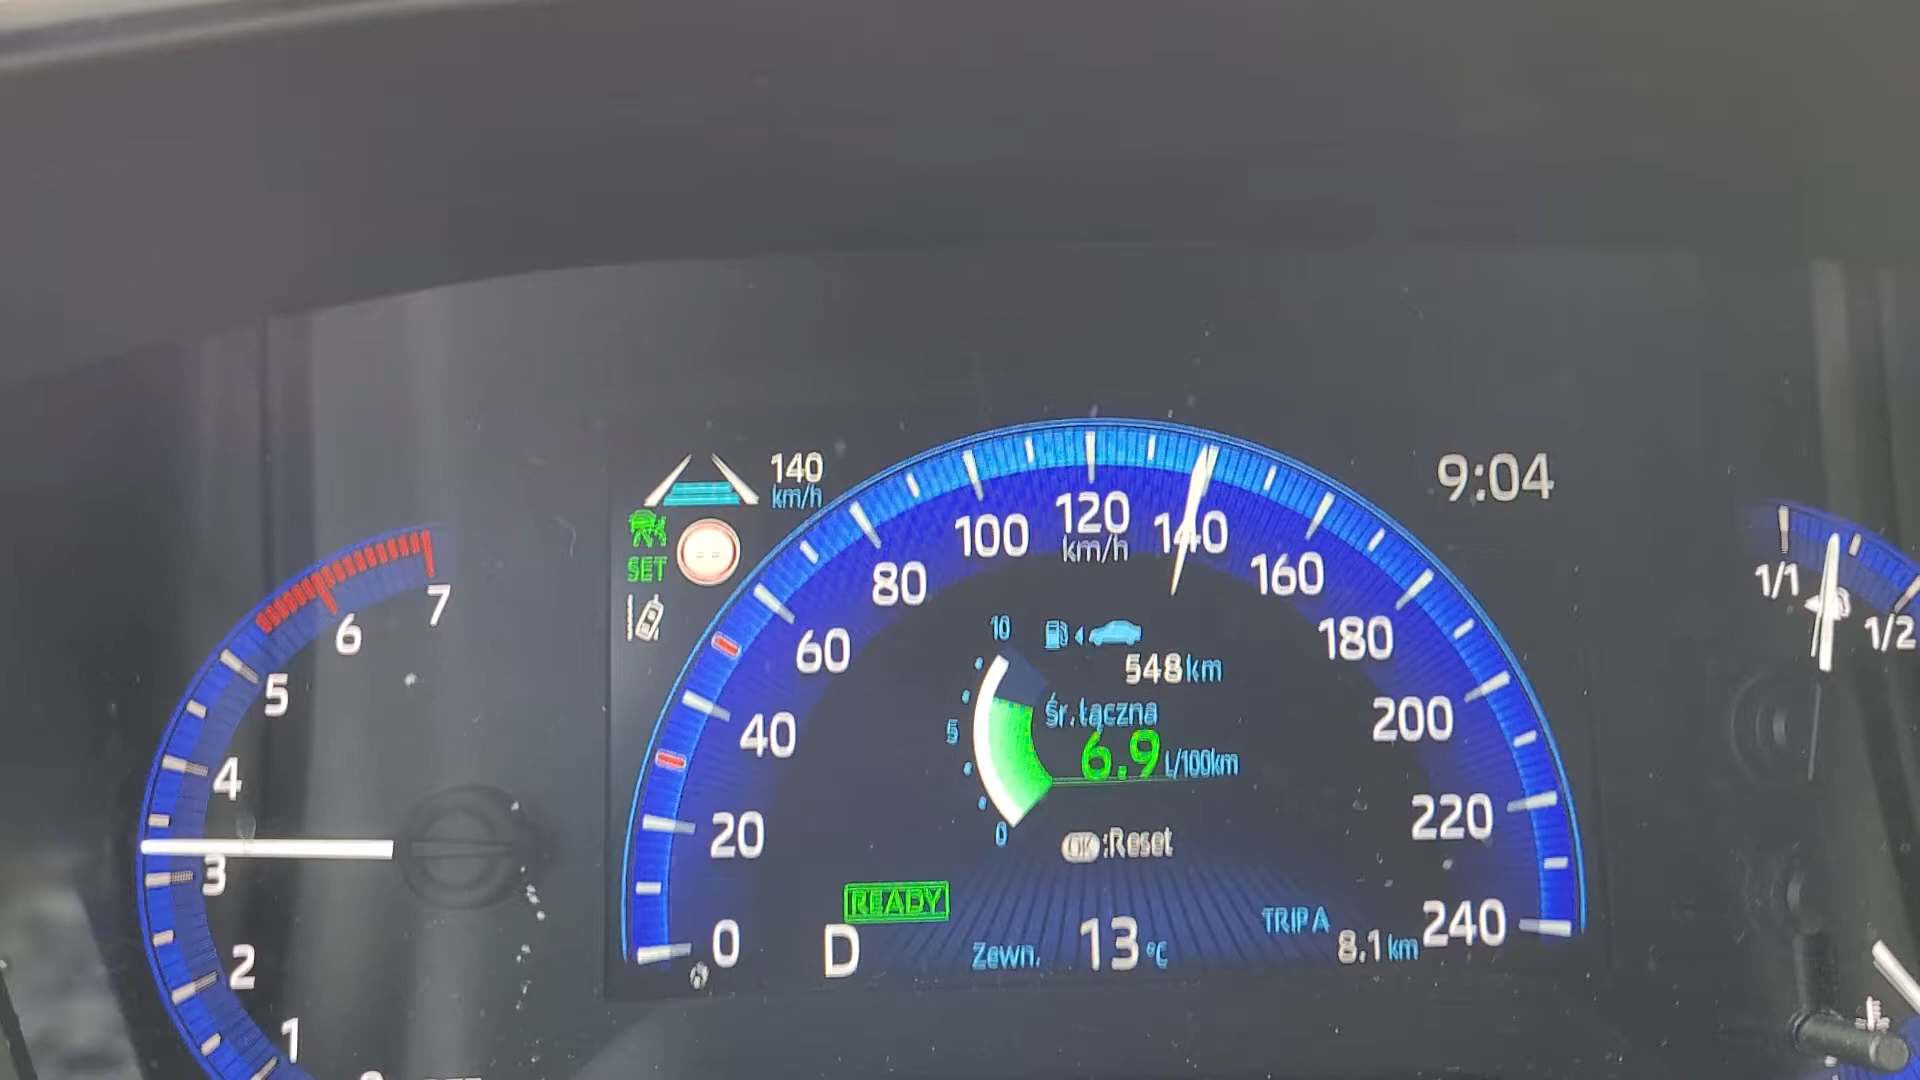 140
km/h
9:04
SET
7
6
5
4
3
2
1
0
20
40
60
80
100
120
km/h
140
160
180
200
220
240
10
5
0
548 km
śr. łączna
6.9 L/100km
OK :Reset
READY
D
Zewn. 13 °C
TRIP A
8.1 km
1/1
1/2